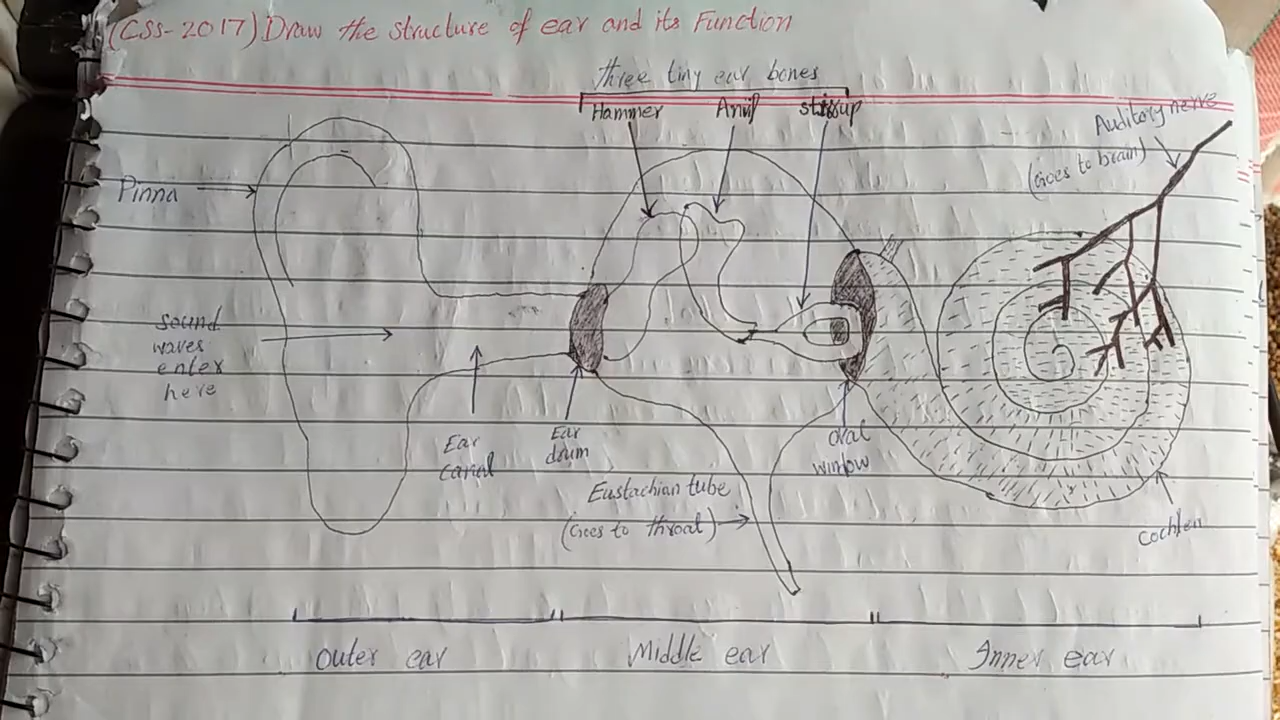 (CSS-2017) Draw the structure of ear and its Function
three tiny ear bones
Hammer
Anvil
stirrup
Auditory nerve
(Goes to brain)
Pinna
sound
waves
enter
here
Ear
canal
Ear
drum
oval
window
Eustachian tube
(Goes to throat)
Cochlea
outer ear
Middle ear
Inner ear